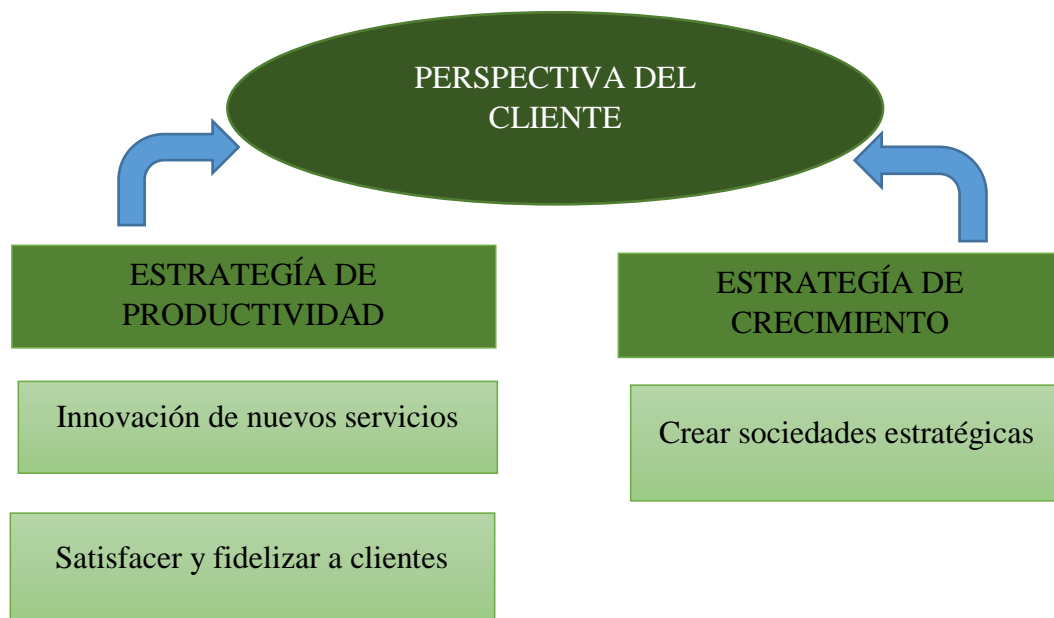 PERSPECTIVA DEL
CLIENTE
ESTRATEGÍA DE
PRODUCTIVIDAD
ESTRATEGÍA DE
CRECIMIENTO
Innovación de nuevos servicios
Crear sociedades estratégicas
Satisfacer y fidelizar a clientes